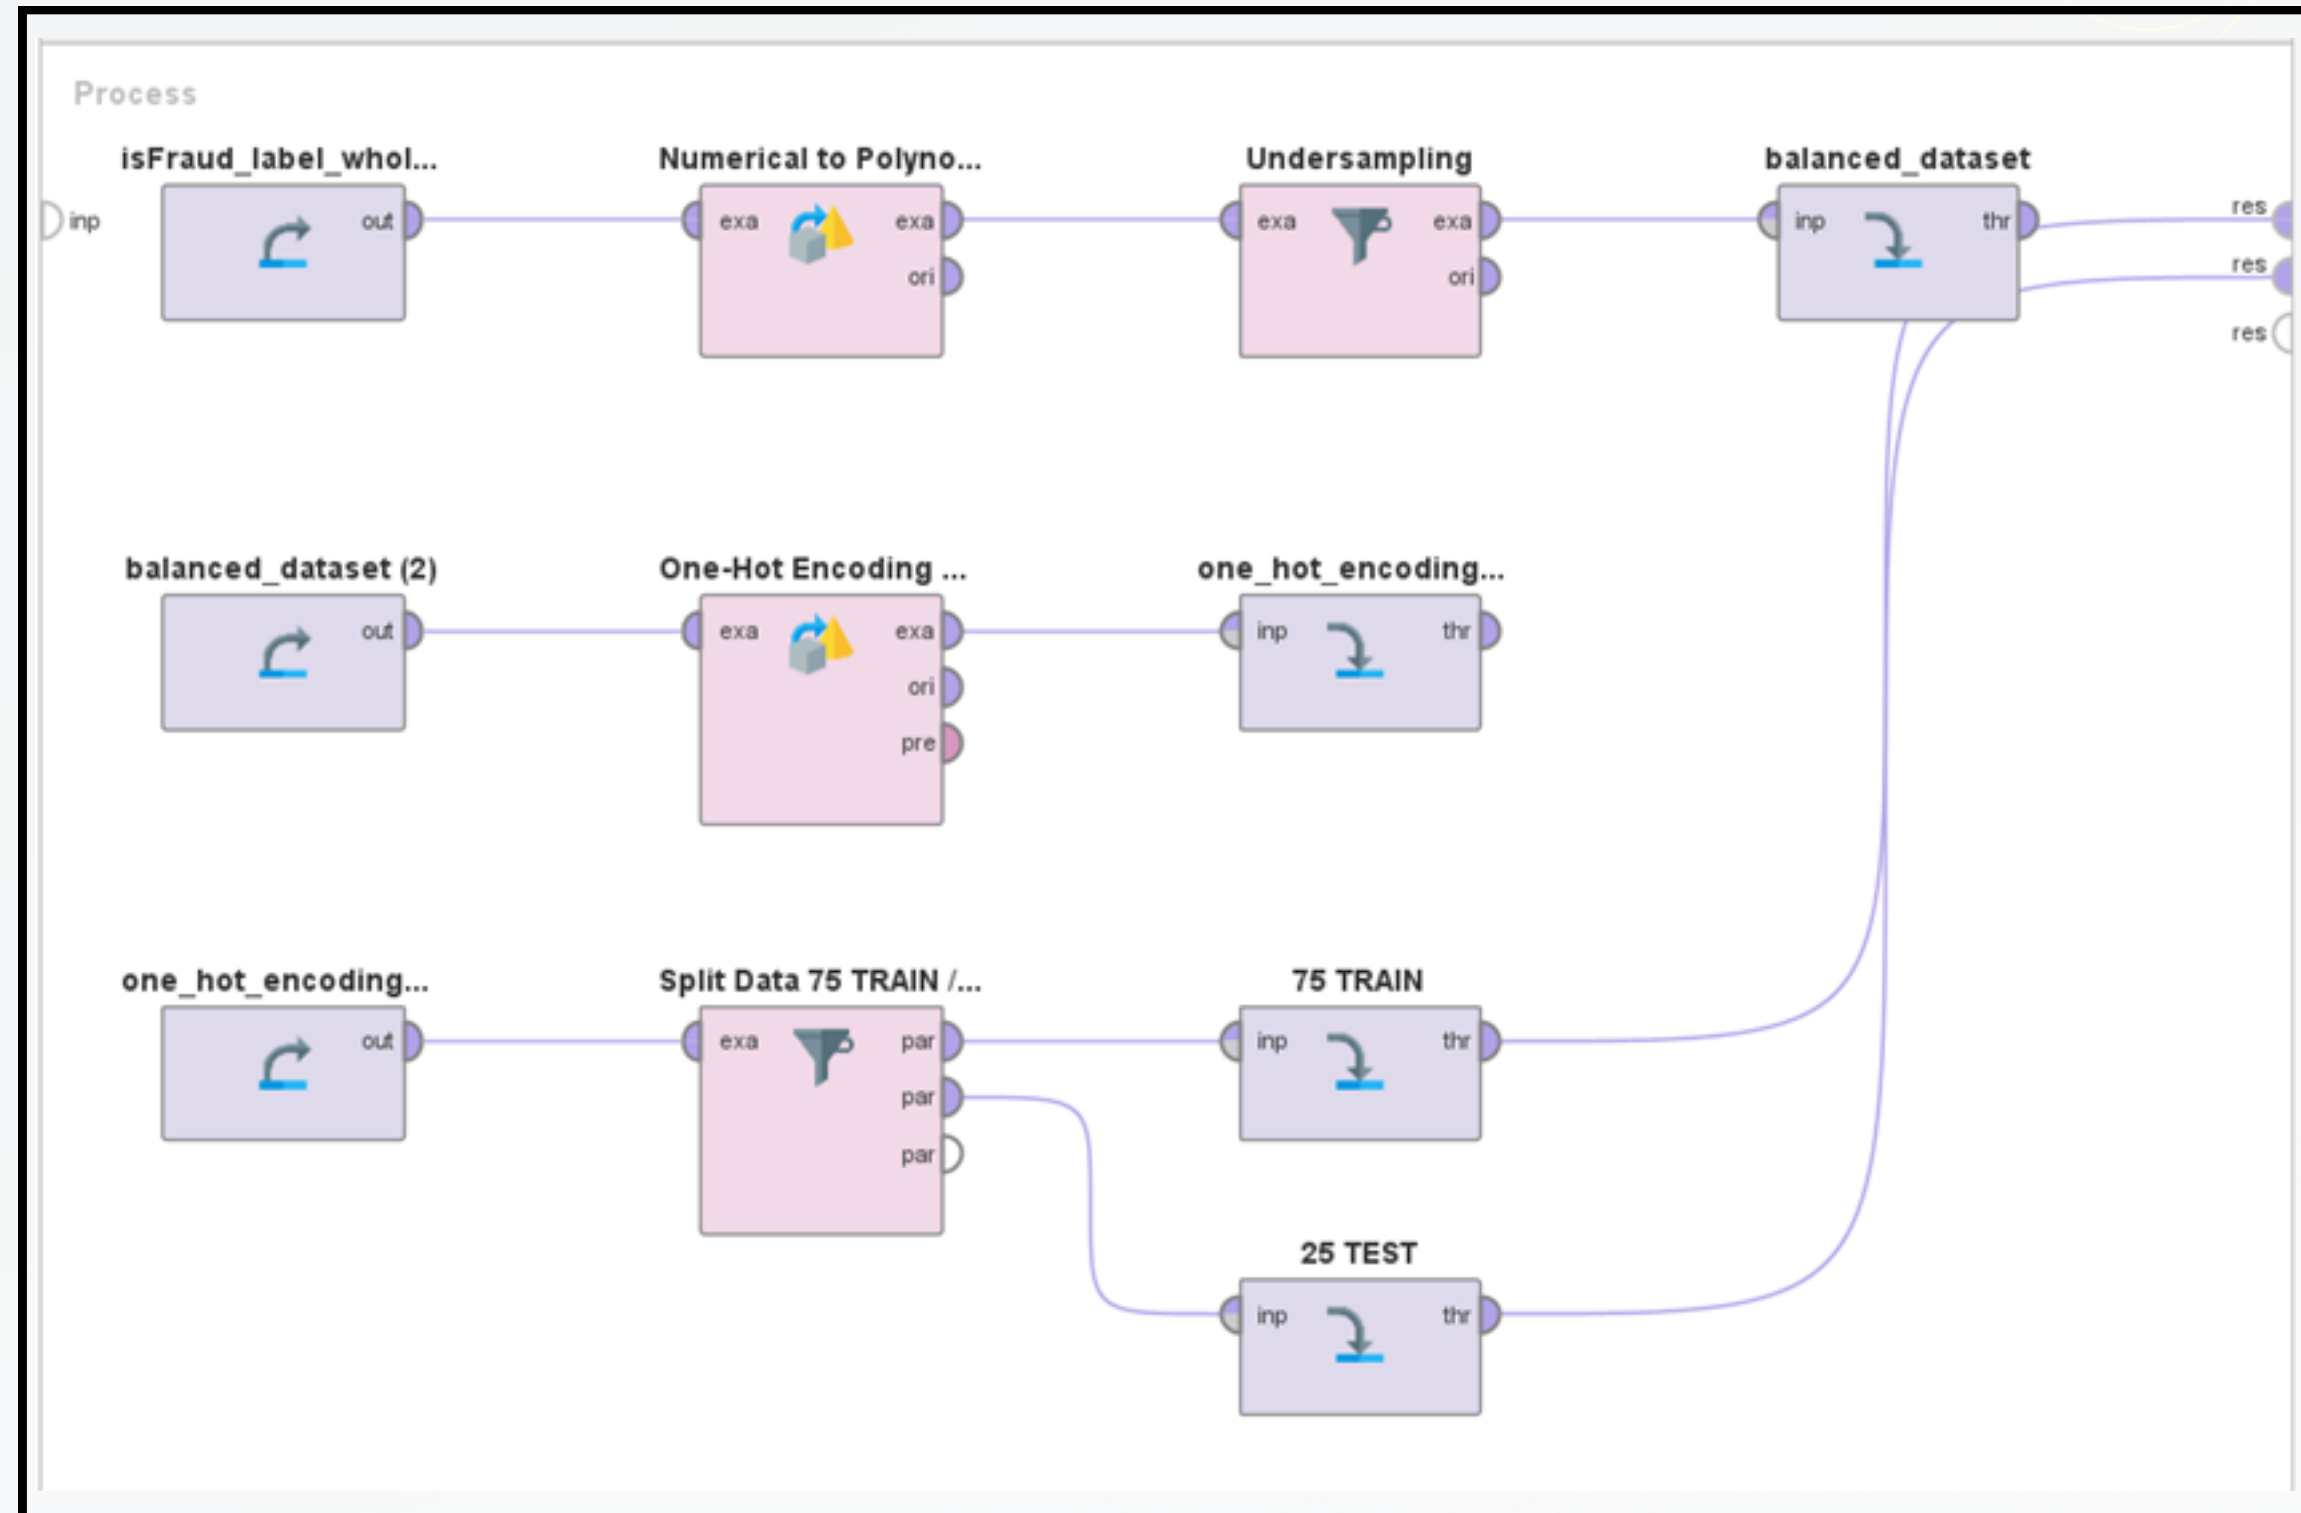 Process
isFraud_label_whol...
Numerical to Polyno...
Undersampling
balanced_dataset
inp
out
exa
exa
ori
exa
exa
ori
inp
thr
res
res
res
balanced_dataset (2)
One-Hot Encoding ...
one_hot_encoding...
out
exa
exa
ori
pre
inp
thr
one_hot_encoding...
Split Data 75 TRAIN /...
75 TRAIN
out
exa
par
par
par
inp
thr
25 TEST
inp
thr